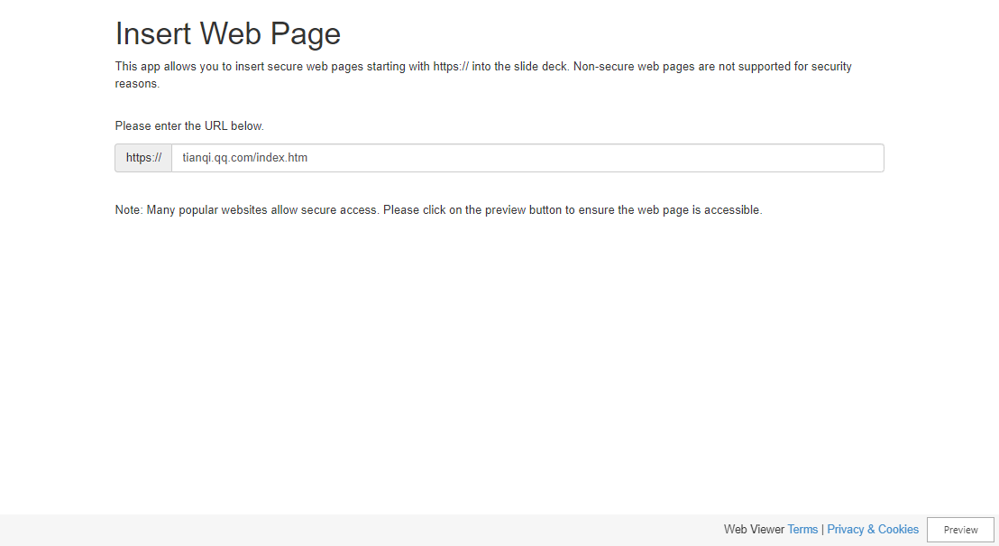 Insert Web Page
This app allows you to insert secure web pages starting with https:// into the slide deck. Non-secure web pages are not supported for security
reasons.
Please enter the URL below.
https:// tianqi.qq.com/index.htm
Note: Many popular websites allow secure access. Please click on the preview button to ensure the web page is accessible.
Web Viewer Terms | Privacy & Cookies Preview